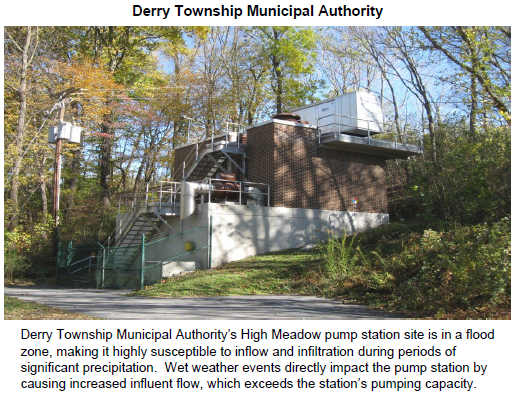 Derry Township Municipal Authority
Derry Township Municipal Authority's High Meadow pump station site is in a flood
zone, making it highly susceptible to inflow and infiltration during periods of
significant precipitation.  Wet weather events directly impact the pump station by
causing increased influent flow, which exceeds the station's pumping capacity.